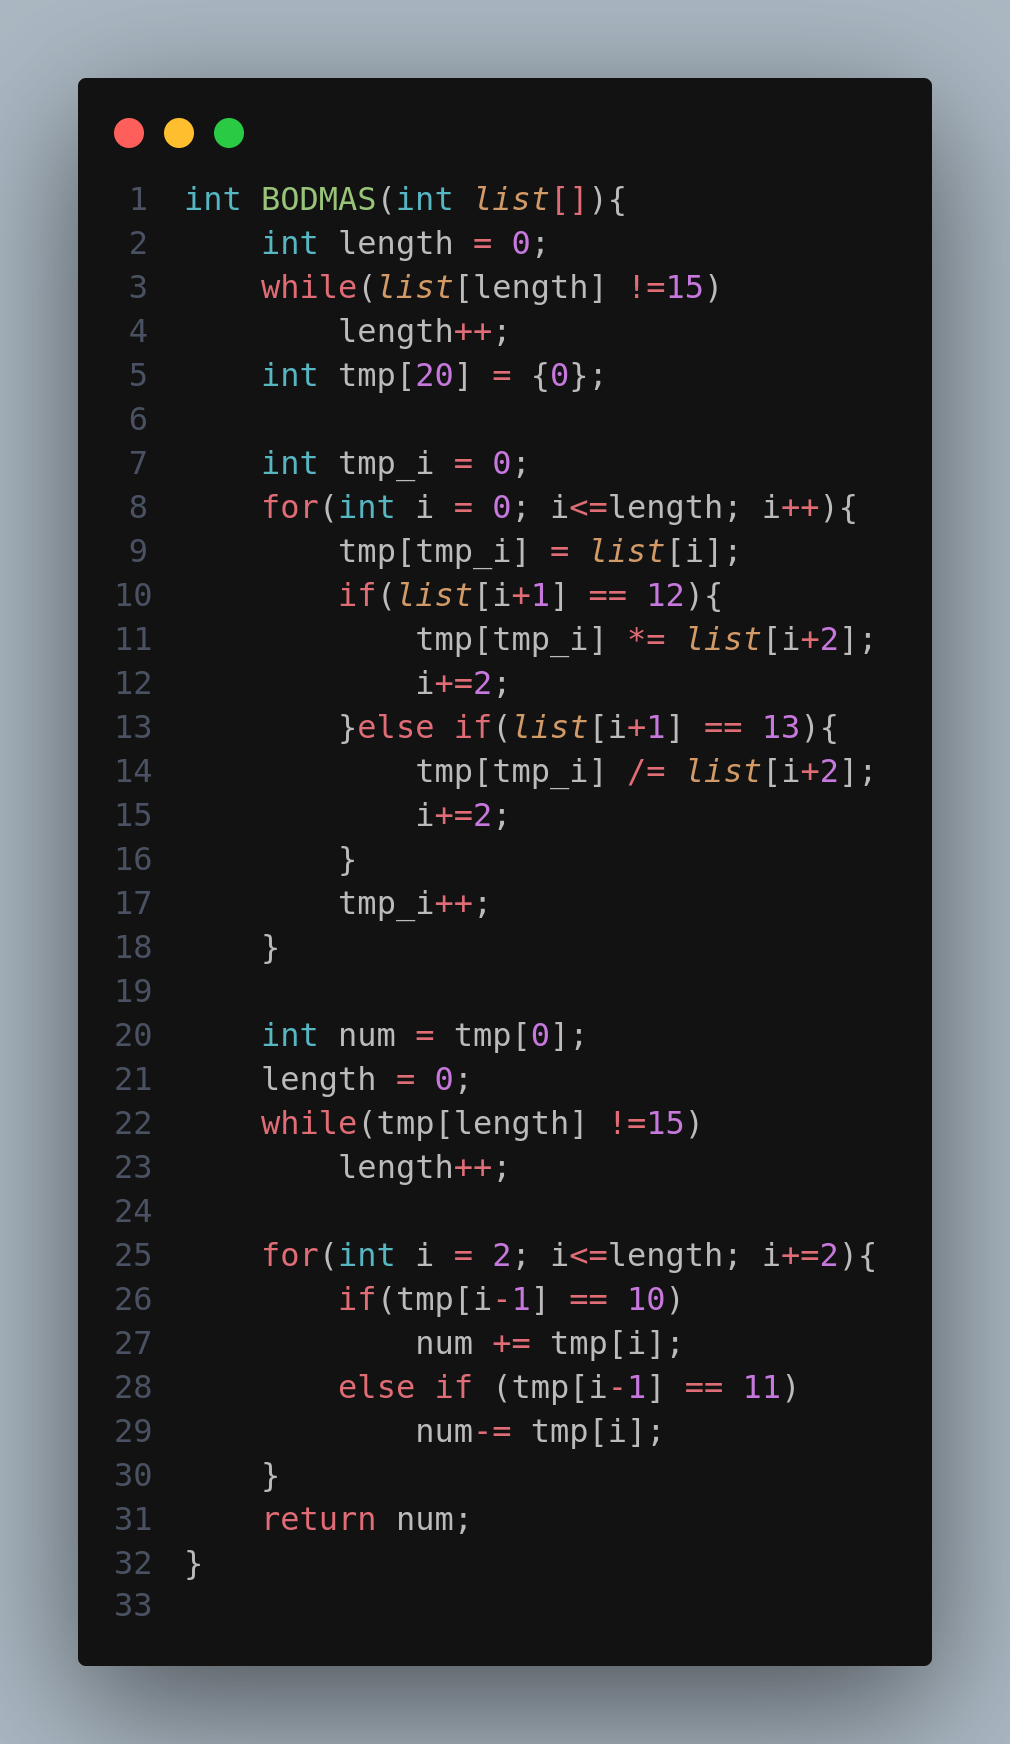 1 int BODMAS(int list[]){
2     int length = 0;
3     while(list[length] !=15)
4         length++;
5     int tmp[20] = {0};
6
7     int tmp_i = 0;
8     for(int i = 0; i<=length; i++){
9         tmp[tmp_i] = list[i];
10         if(list[i+1] == 12){
11             tmp[tmp_i] *= list[i+2];
12             i+=2;
13         }else if(list[i+1] == 13){
14             tmp[tmp_i] /= list[i+2];
15             i+=2;
16         }
17         tmp_i++;
18     }
19
20     int num = tmp[0];
21     length = 0;
22     while(tmp[length] !=15)
23         length++;
24
25     for(int i = 2; i<=length; i+=2){
26         if(tmp[i-1] == 10)
27             num += tmp[i];
28         else if (tmp[i-1] == 11)
29             num-= tmp[i];
30     }
31     return num;
32 }
33